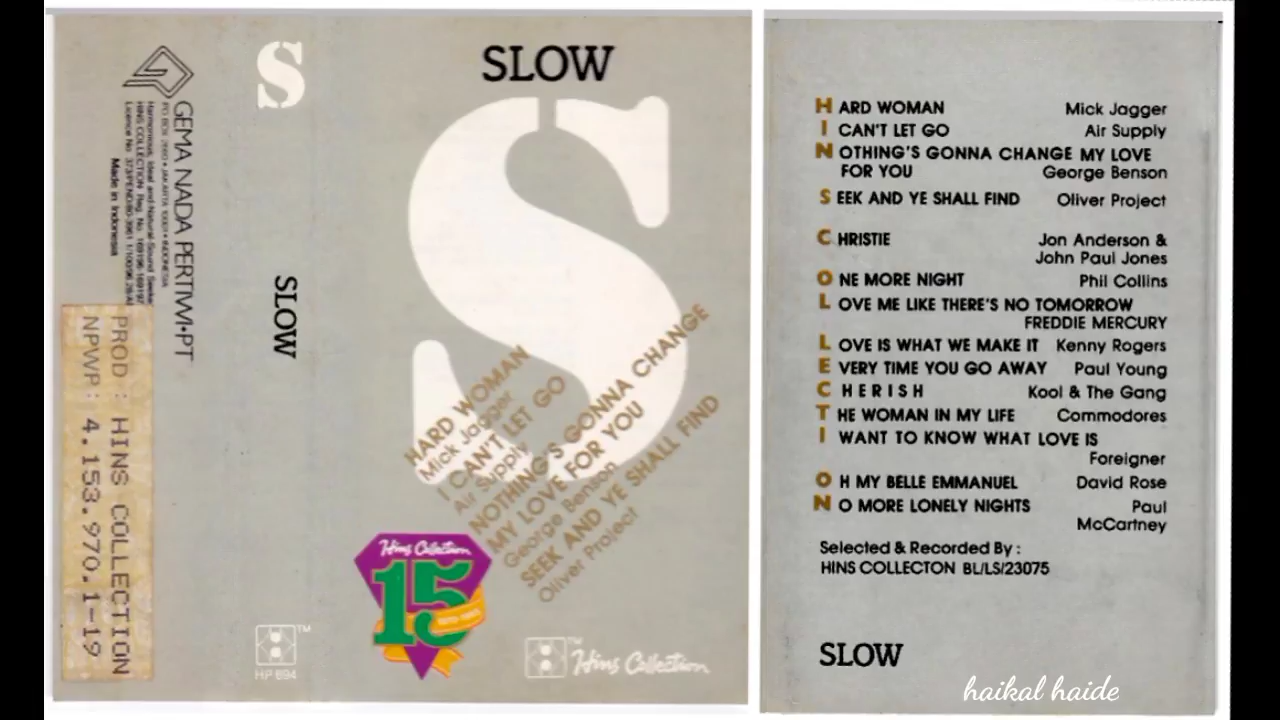 GEMA NADA PERTIWI•PT
Harmonious, Ideal and Natural Sound Seeker
Made in Indonesia
PROD : HINS COLLECTION
NPWP : 4.153.970.1-19
S
SLOW
HP 694
SLOW
S
HARD WOMAN
Mick Jagger
I CAN'T LET GO
Air Supply
NOTHING'S GONNA CHANGE
MY LOVE FOR YOU
George Benson
SEEK AND YE SHALL FIND
Oliver Project
Hins Collection
15
TM
Hins Collection
HARD WOMAN Mick Jagger
I CAN'T LET GO Air Supply
NOTHING'S GONNA CHANGE MY LOVE
FOR YOU George Benson
SEEK AND YE SHALL FIND Oliver Project
CHRISTIE Jon Anderson &
John Paul Jones
ONE MORE NIGHT Phil Collins
LOVE ME LIKE THERE'S NO TOMORROW
FREDDIE MERCURY
LOVE IS WHAT WE MAKE IT Kenny Rogers
EVERY TIME YOU GO AWAY Paul Young
CHERISH Kool & The Gang
THE WOMAN IN MY LIFE Commodores
I WANT TO KNOW WHAT LOVE IS
Foreigner
OH MY BELLE EMMANUEL David Rose
NO MORE LONELY NIGHTS Paul
McCartney
Selected & Recorded By :
HINS COLLECTON BL/LS/23075
SLOW
haikal haide